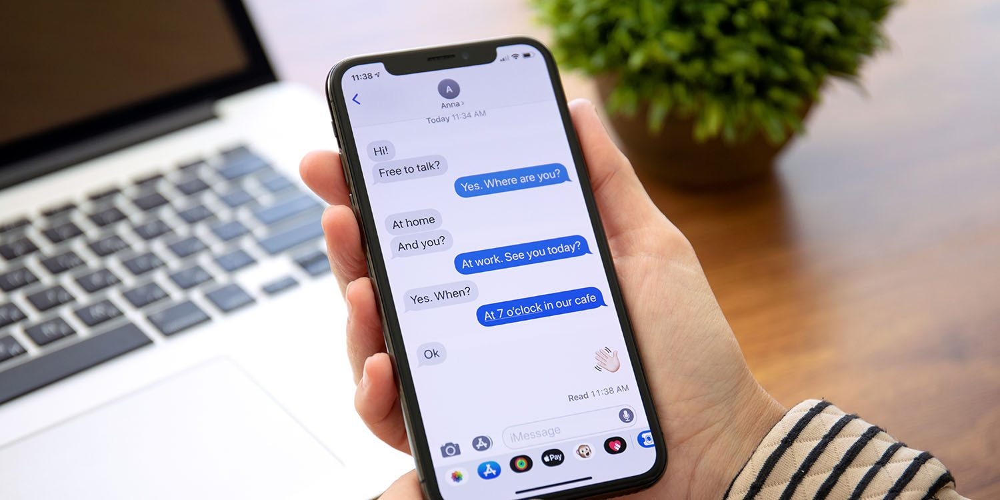 11:38
A
Anna
Today 11:34 AM
Hi!
Free to talk?
Yes. Where are you?
At home
And you?
At work. See you today?
Yes. When?
At 7 o'clock in our cafe
Ok
Read 11:38 AM
iMessage
Pay